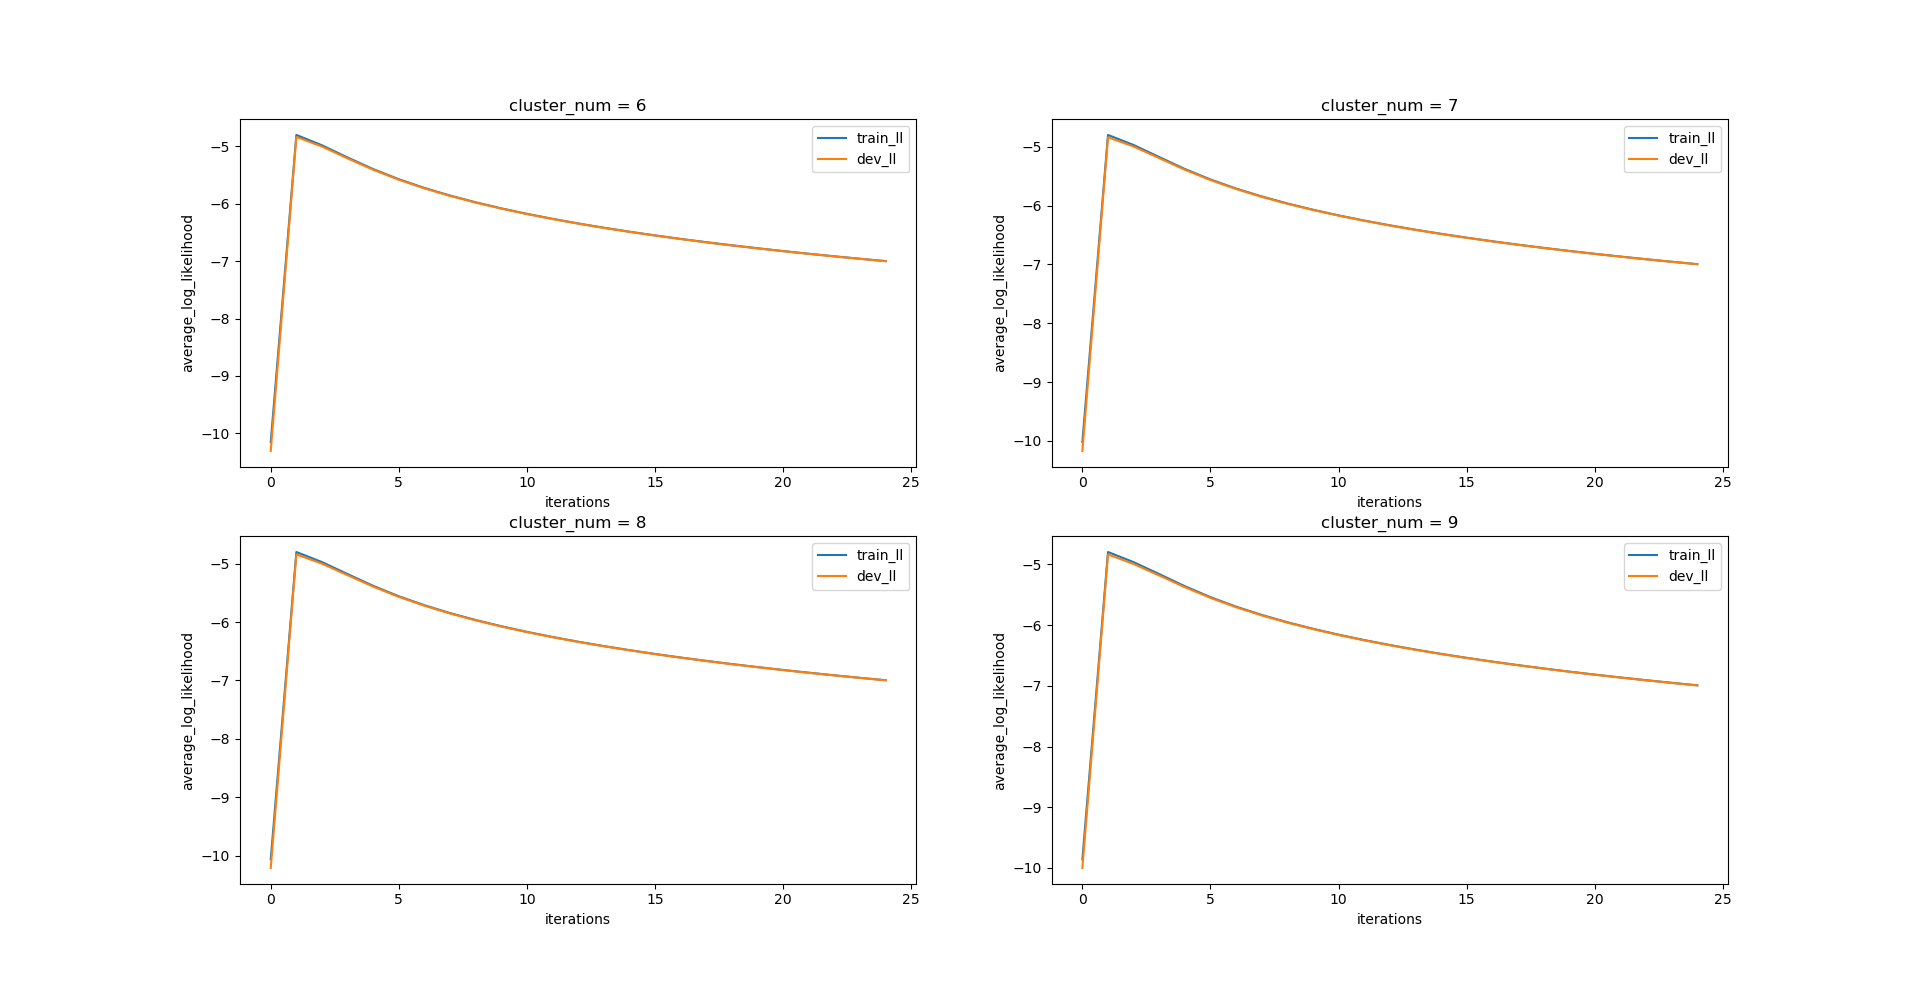 cluster_num = 6
average_log_likelihood
−5
−6
−7
−8
−9
−10
train_ll
dev_ll
0 5 10 15 20 25
iterations
cluster_num = 7
average_log_likelihood
−5
−6
−7
−8
−9
−10
train_ll
dev_ll
0 5 10 15 20 25
iterations
cluster_num = 8
average_log_likelihood
−5
−6
−7
−8
−9
−10
train_ll
dev_ll
0 5 10 15 20 25
iterations
cluster_num = 9
average_log_likelihood
−5
−6
−7
−8
−9
−10
train_ll
dev_ll
0 5 10 15 20 25
iterations